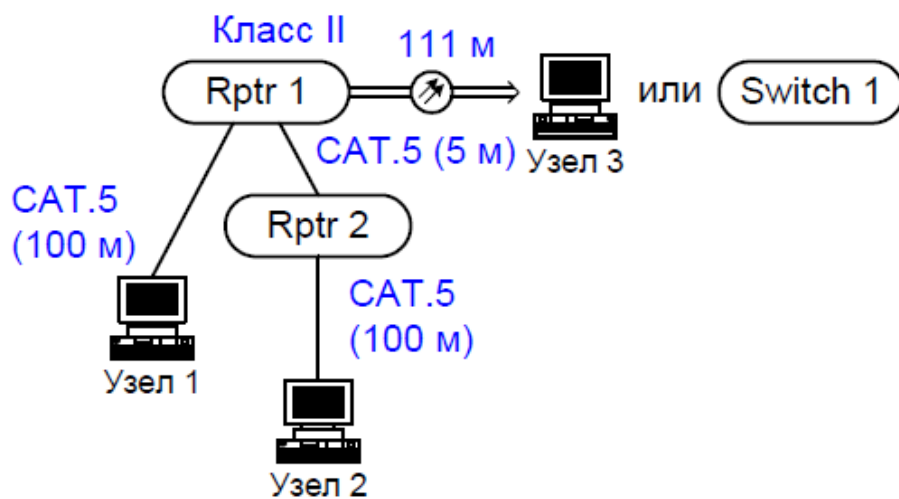 Класс II
111 м
Rptr 1
Узел 3
или
Switch 1
CAT.5 (5 м)
CAT.5
(100 м)
Rptr 2
Узел 1
CAT.5
(100 м)
Узел 2